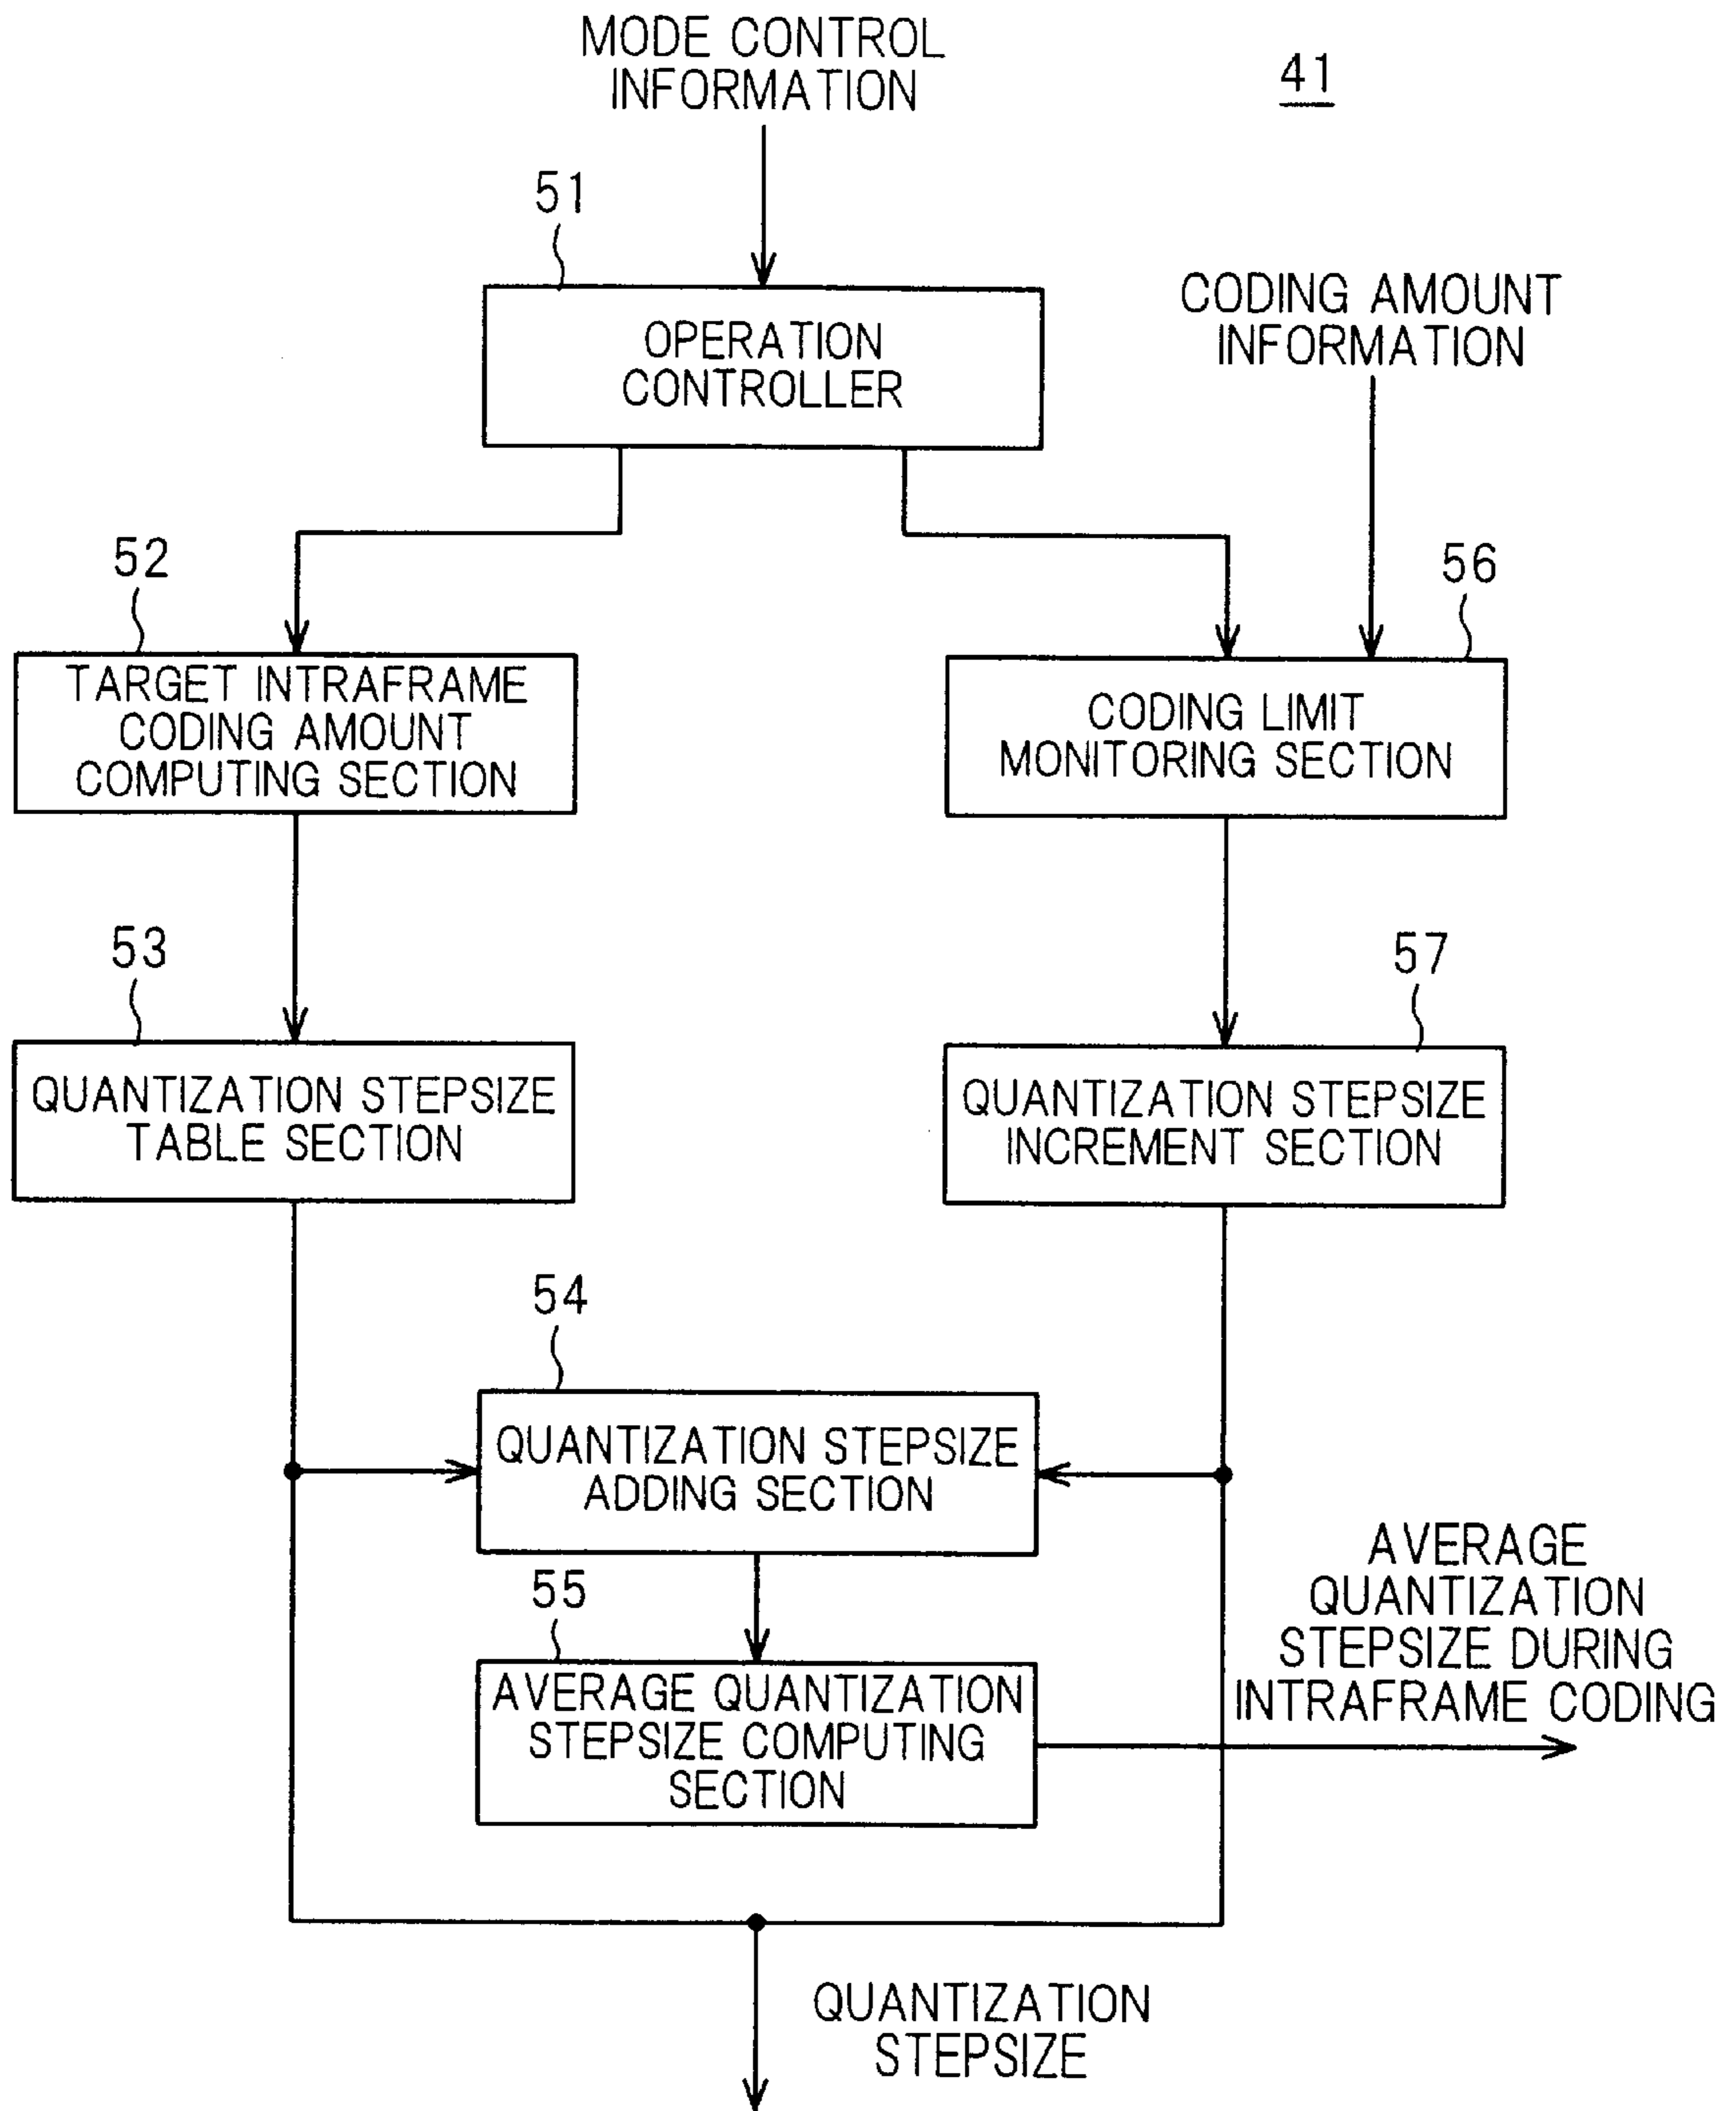 MODE CONTROL
INFORMATION
41
51
OPERATION
CONTROLLER
CODING AMOUNT
INFORMATION
52
TARGET INTRAFRAME
CODING AMOUNT
COMPUTING SECTION
56
CODING LIMIT
MONITORING SECTION
53
QUANTIZATION STEPSIZE
TABLE SECTION
57
QUANTIZATION STEPSIZE
INCREMENT SECTION
54
QUANTIZATION STEPSIZE
ADDING SECTION
55
AVERAGE QUANTIZATION
STEPSIZE COMPUTING
SECTION
AVERAGE
QUANTIZATION
STEPSIZE DURING
INTRAFRAME CODING
QUANTIZATION
STEPSIZE